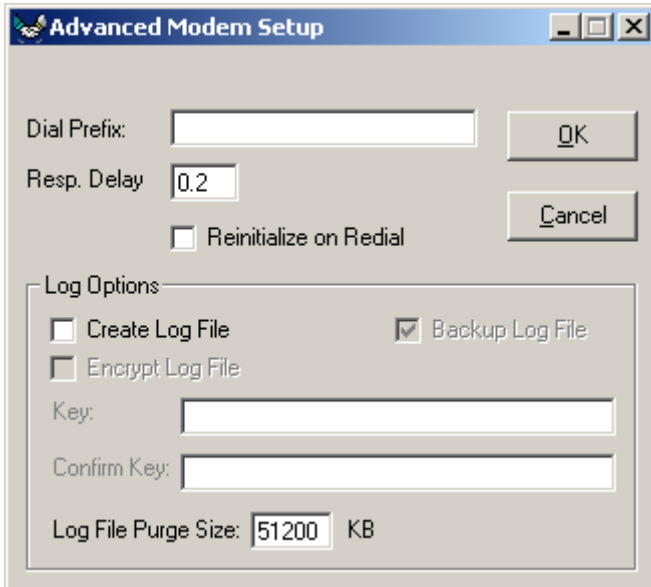 Advanced Modem Setup
Dial Prefix:
OK
Resp. Delay 0.2
Cancel
Reinitialize on Redial
Log Options
Create Log File Backup Log File
Encrypt Log File
Key:
Confirm Key:
Log File Purge Size: 51200 KB